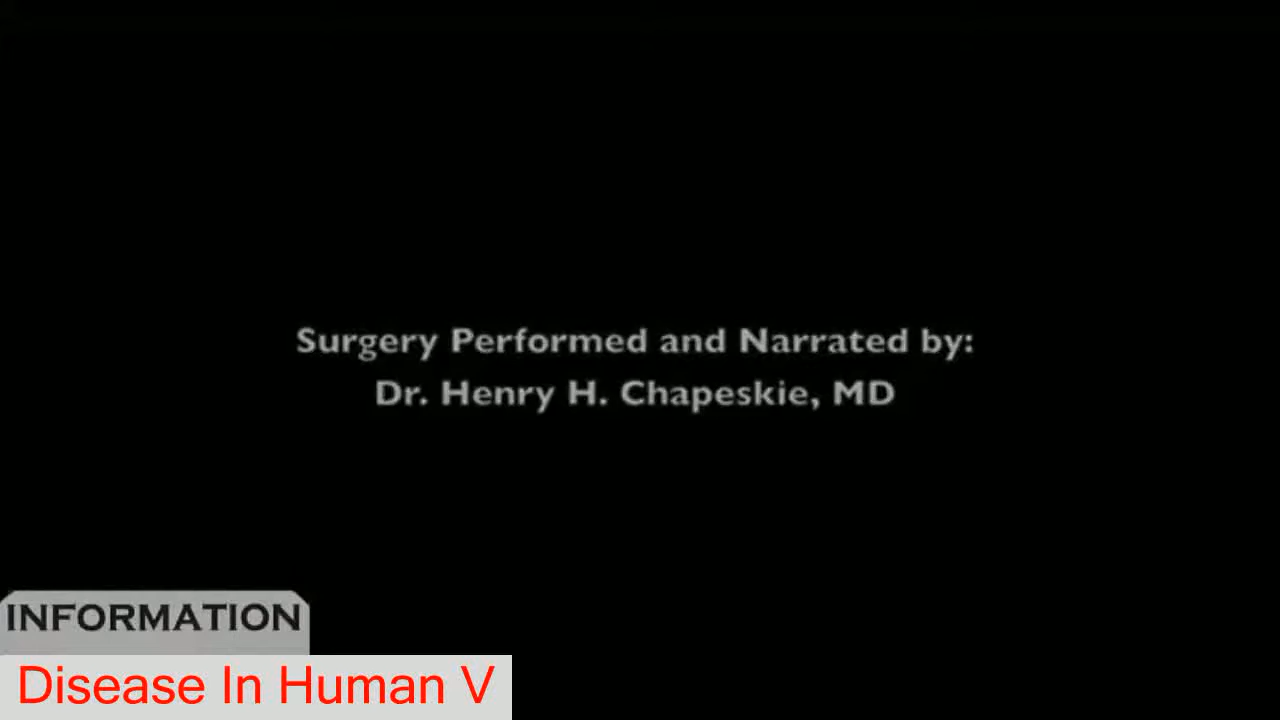 Surgery Performed and Narrated by:
Dr. Henry H. Chapeskie, MD
INFORMATION
Disease In Human V